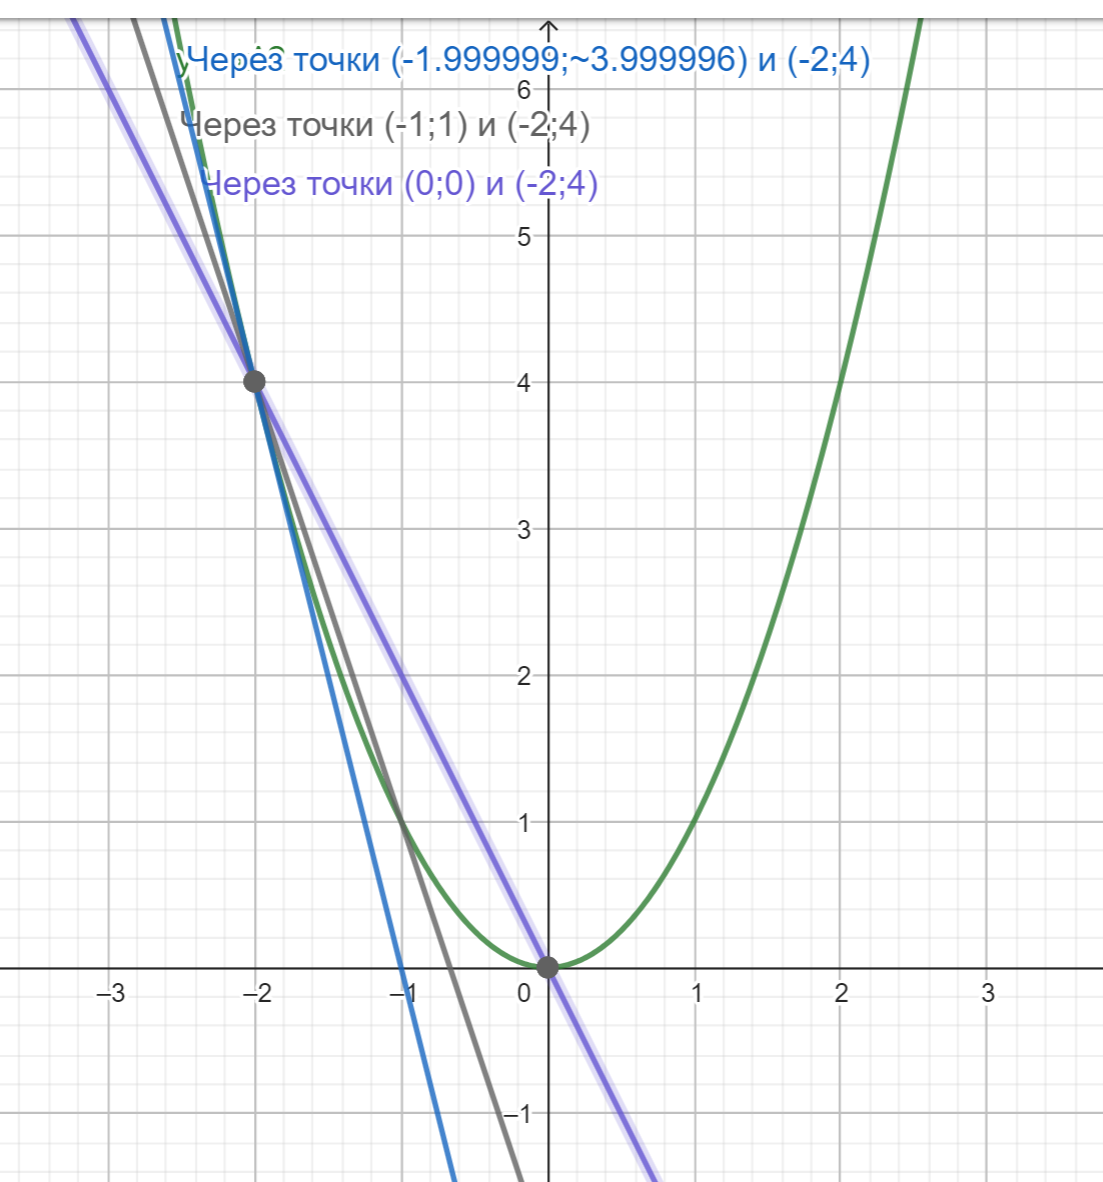 Через точки (-1.999999;~3.999996) и (-2;4)
6
Через точки (-1;1) и (-2;4)
Через точки (0;0) и (-2;4)
5
4
3
2
1
–3 –2 –1 0 1 2 3
–1